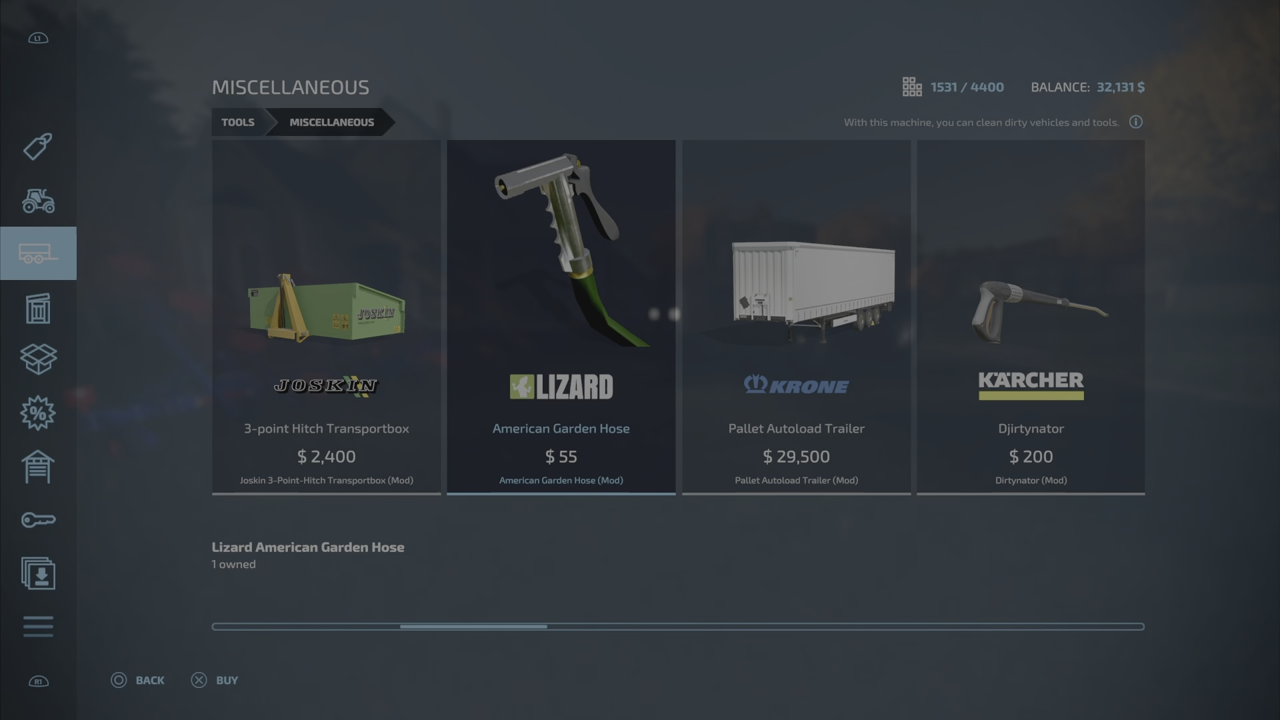 L1
MISCELLANEOUS
1531 / 4400
BALANCE: 32,131 $
TOOLS
MISCELLANEOUS
With this machine, you can clean dirty vehicles and tools.
JOSKIN
JOSKIN
3-point Hitch Transportbox
$ 2,400
Joskin 3-Point-Hitch Transportbox (Mod)
LIZARD
American Garden Hose
$ 55
American Garden Hose (Mod)
KRONE
Pallet Autoload Trailer
$ 29,500
Pallet Autoload Trailer (Mod)
KÄRCHER
Djirtynator
$ 200
Dirtynator (Mod)
Lizard American Garden Hose
1 owned
R1
BACK
BUY